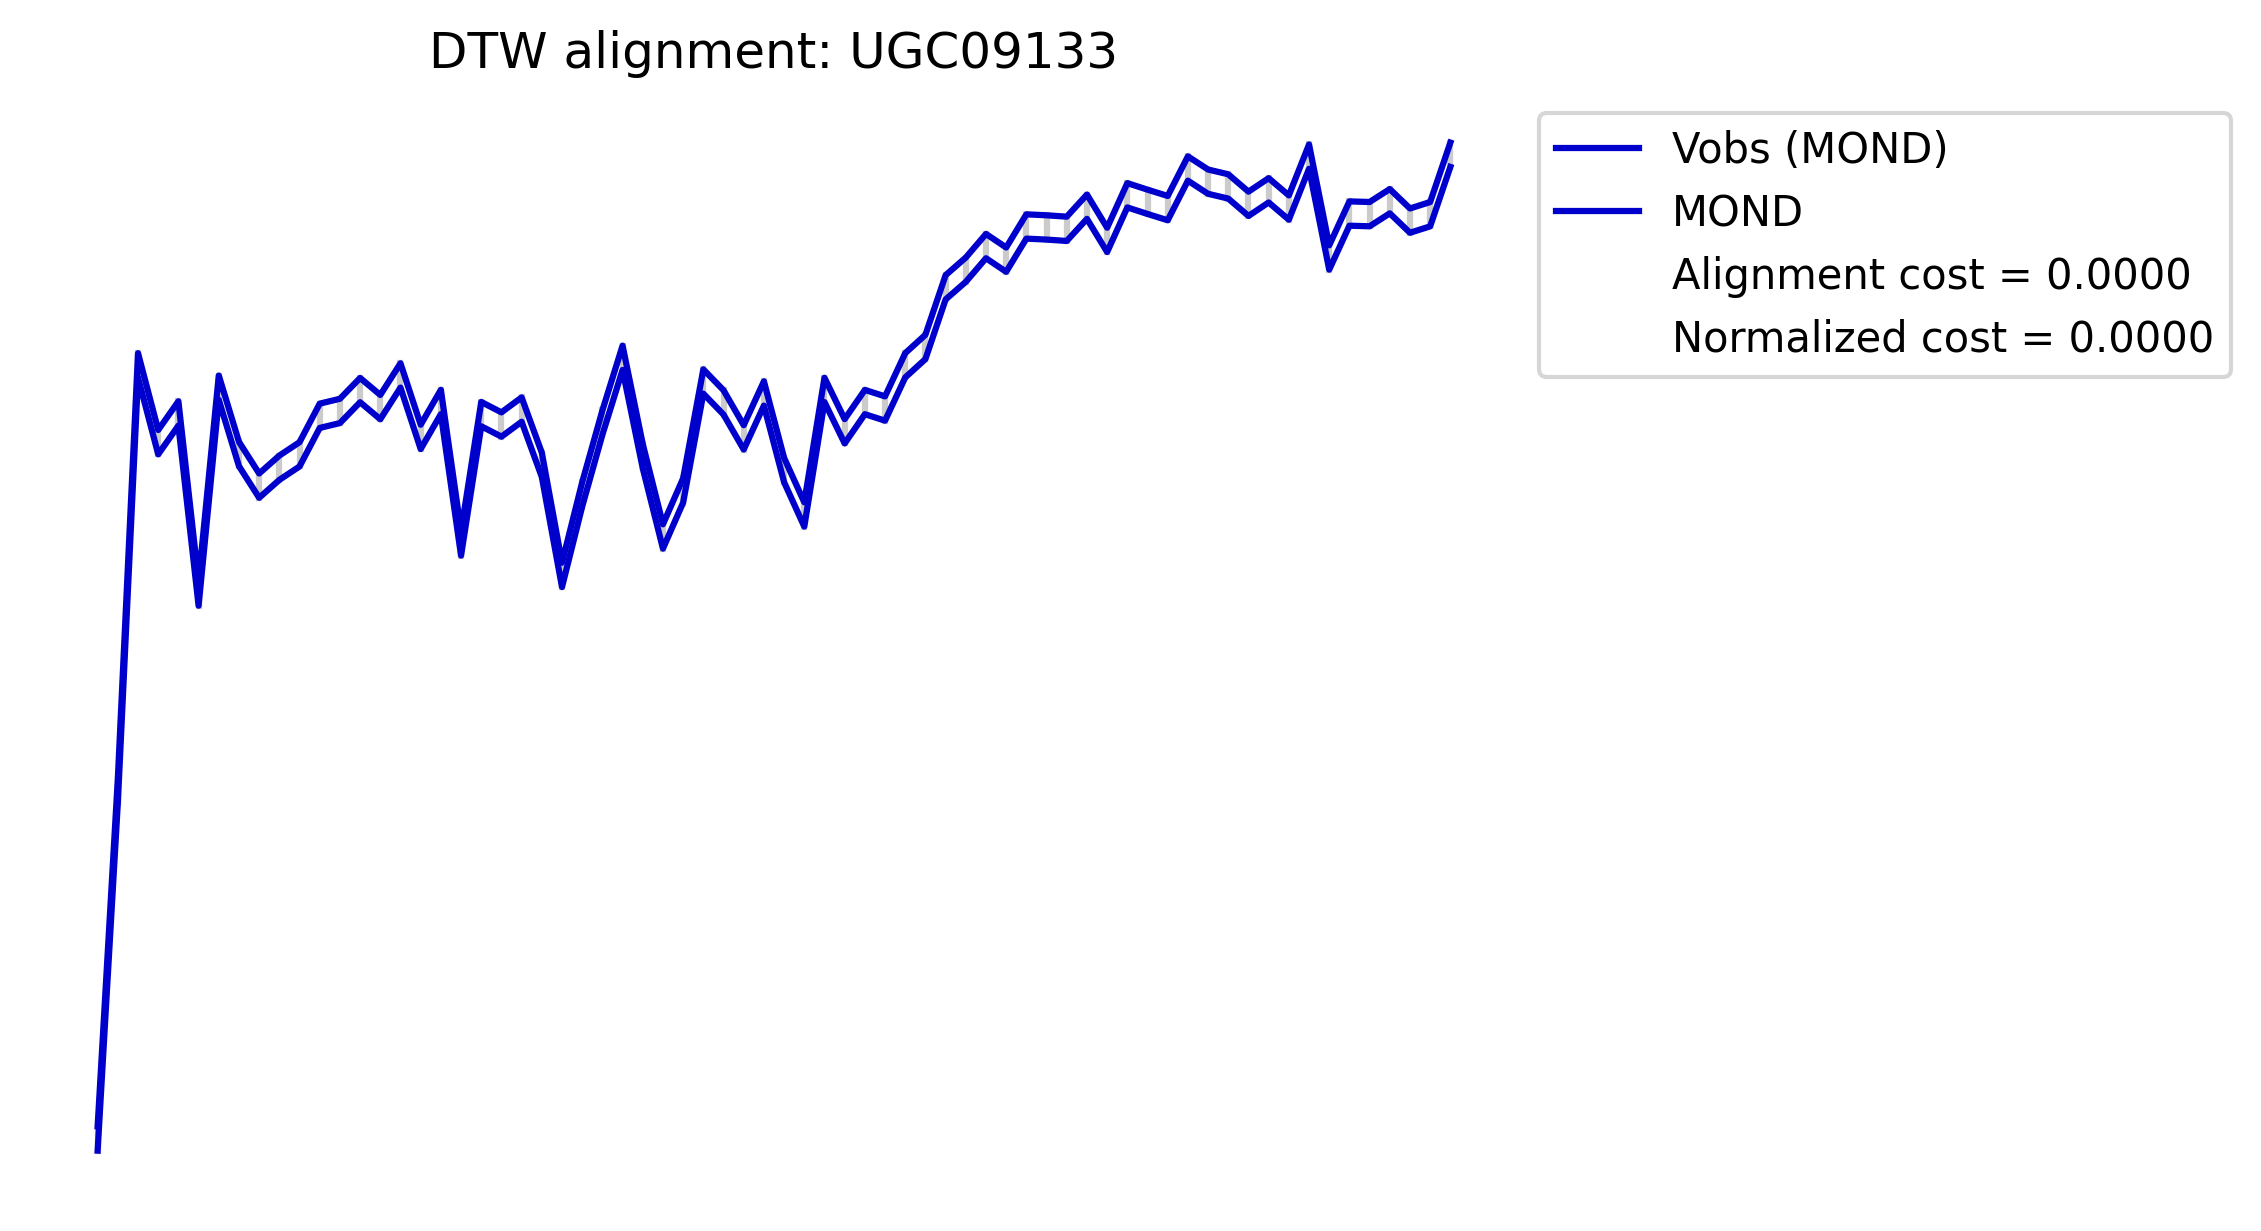 DTW alignment: UGC09133
Vobs (MOND)
MOND
Alignment cost = 0.0000
Normalized cost = 0.0000